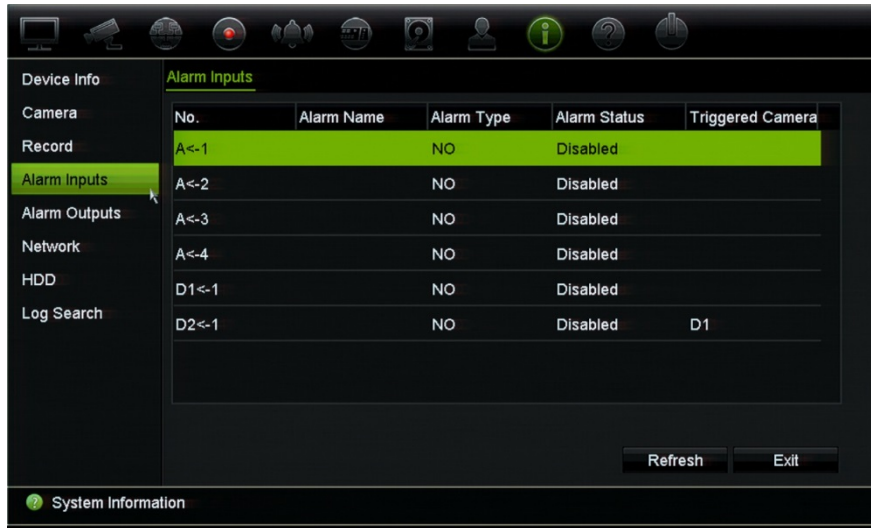 Device Info
Camera
Record
Alarm Inputs
Alarm Outputs
Network
HDD
Log Search
Alarm Inputs
No. Alarm Name Alarm Type Alarm Status Triggered Camera
A<-1 NO Disabled
A<-2 NO Disabled
A<-3 NO Disabled
A<-4 NO Disabled
D1<-1 NO Disabled
D2<-1 NO Disabled D1
Refresh Exit
System Information